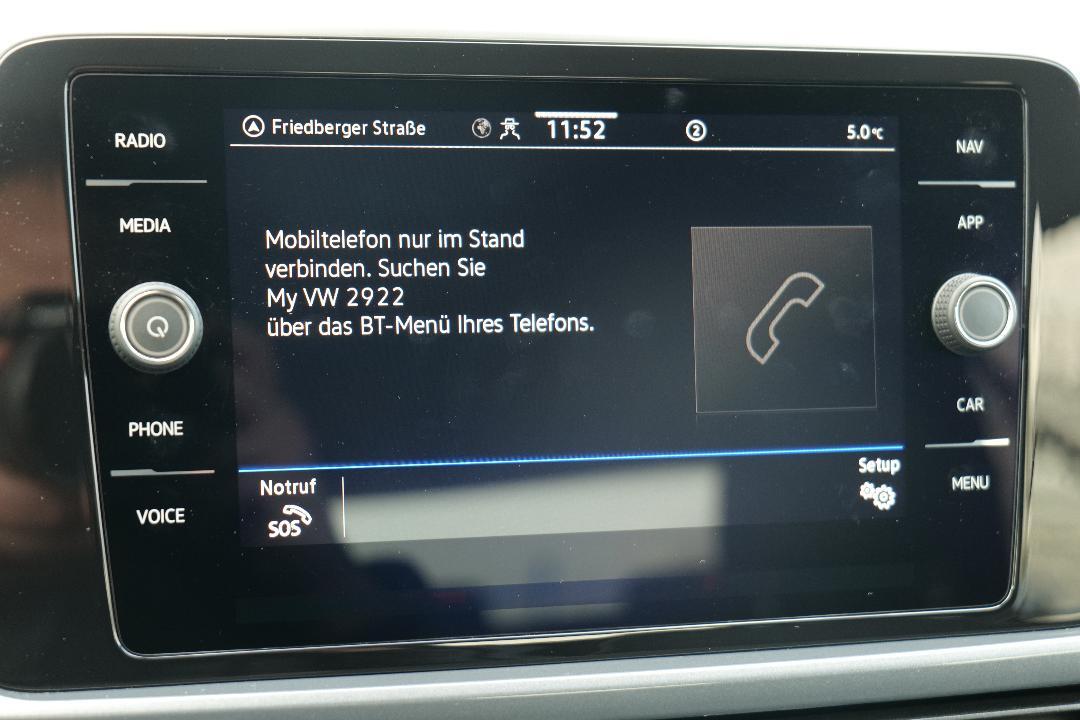 RADIO
MEDIA
PHONE
VOICE
Friedberger Straße
11:52
2
5.0°C
Mobiltelefon nur im Stand
verbinden. Suchen Sie
My VW 2922
über das BT-Menü Ihres Telefons.
Notruf
SOS
Setup
NAV
APP
CAR
MENU